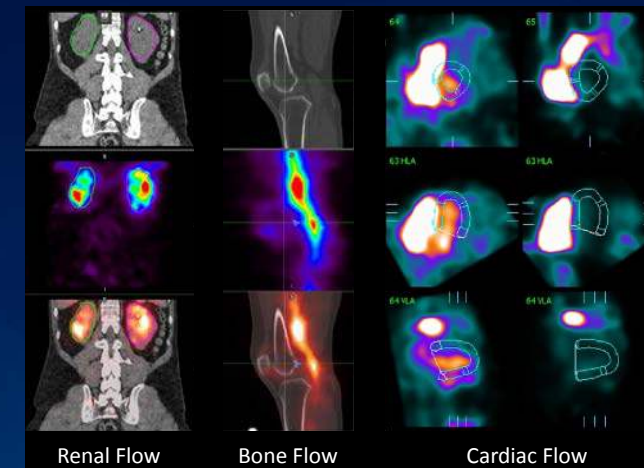 64
65
63 HLA
63 HLA
64 VLA
64 VLA
Renal Flow
Bone Flow
Cardiac Flow